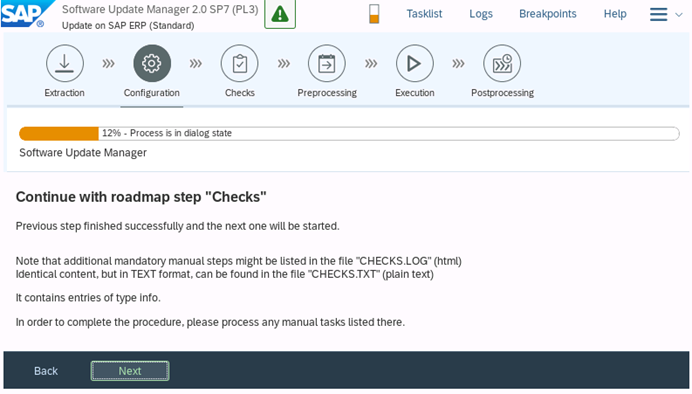 SAP®
Software Update Manager 2.0 SP7 (PL3)
Update on SAP ERP (Standard)
Tasklist
Logs
Breakpoints
Help
Extraction
Configuration
Checks
Preprocessing
Execution
Postprocessing
12% - Process is in dialog state
Software Update Manager
Continue with roadmap step "Checks"
Previous step finished successfully and the next one will be started.
Note that additional mandatory manual steps might be listed in the file "CHECKS.LOG" (html)
Identical content, but in TEXT format, can be found in the file "CHECKS.TXT" (plain text)
It contains entries of type info.
In order to complete the procedure, please process any manual tasks listed there.
Back
Next